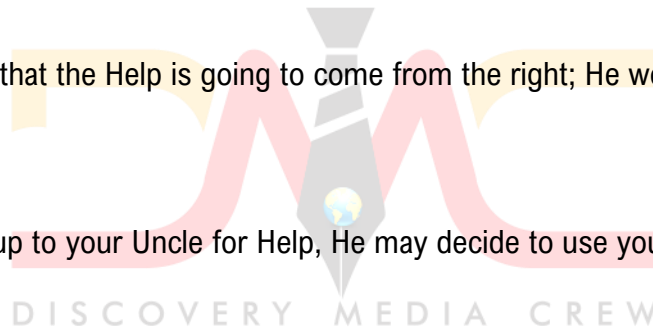 that the Help is going to come from the right; He w
up to your Uncle for Help, He may decide to use you
DISCOVERY MEDIA CREW